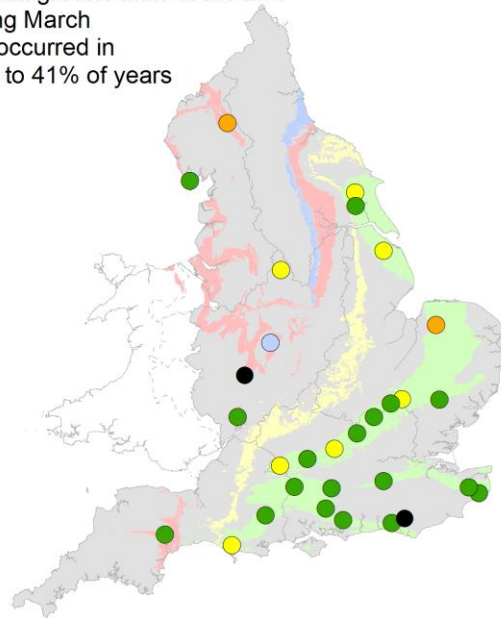 ng March
occurred in
to 41% of years